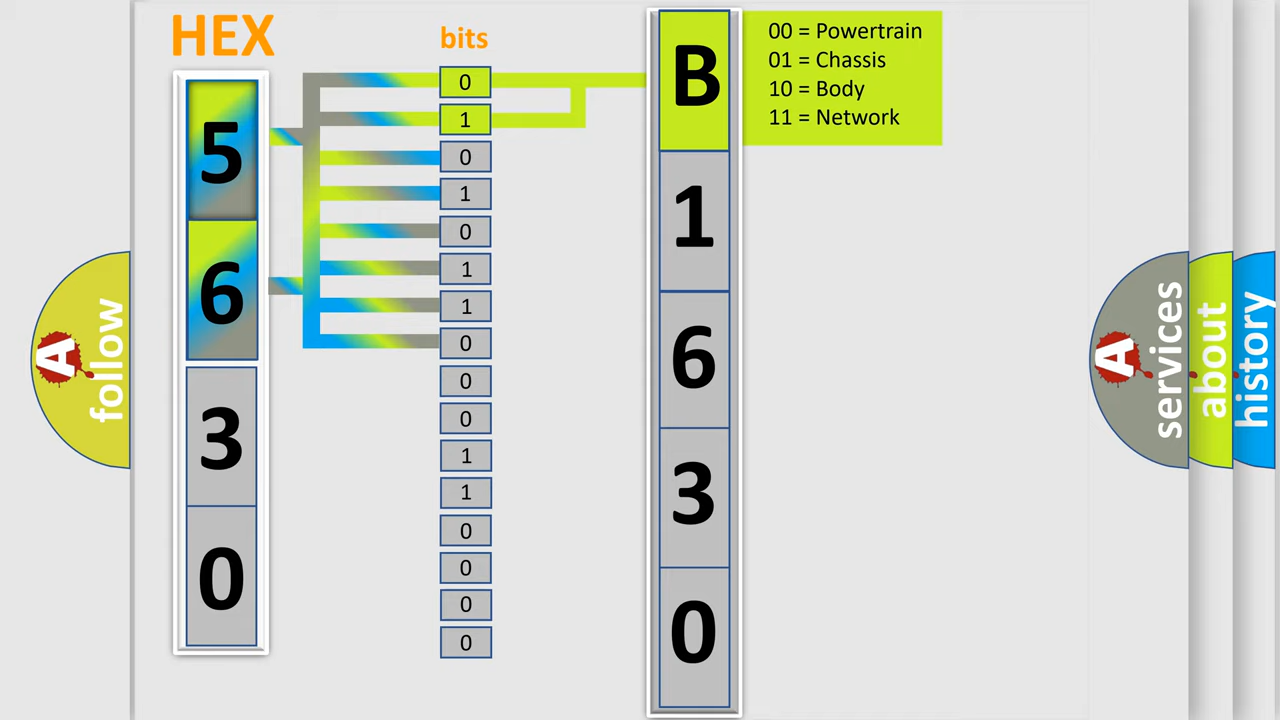 HEX
bits
5
6
3
0
0
1
0
1
0
1
1
0
0
0
1
1
0
0
0
0
B
1
6
3
0
00 = Powertrain
01 = Chassis
10 = Body
11 = Network
A
follow
A
services
about
history